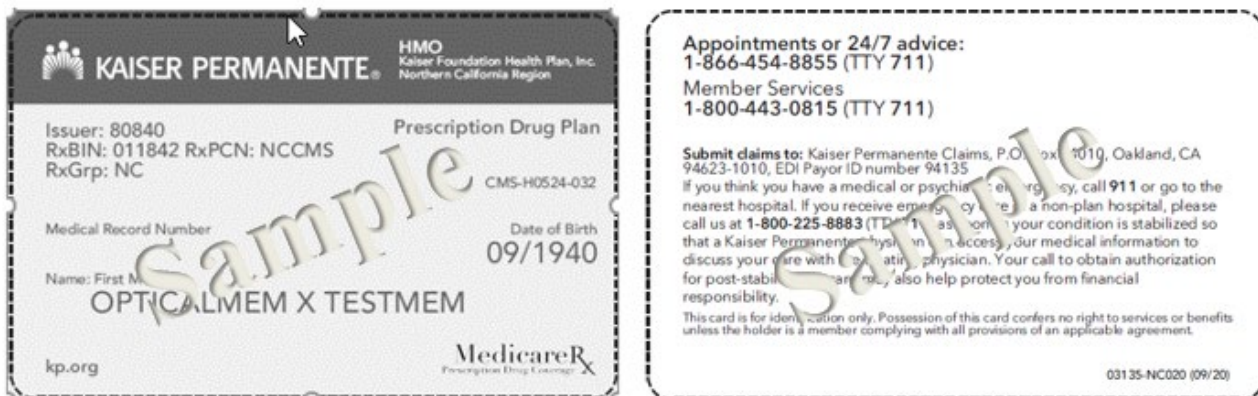 KAISER PERMANENTE®
HMO
Kaiser Foundation Health Plan, Inc.
Northern California Region
Issuer: 80840
RxBIN: 011842 RxPCN: NCCMS
RxGrp: NC
Prescription Drug Plan
CMS-H0524-032
Medical Record Number
Date of Birth
09/1940
Name: First
OPTICALMEM X TESTMEM
kp.org
MedicareRx
Prescription Drug Coverage
Sample
Appointments or 24/7 advice:
1-866-454-8855 (TTY 711)
Member Services
1-800-443-0815 (TTY 711)
Submit claims to: Kaiser Permanente Claims, Oakland, CA
94623-1010, EDI Payor ID number 94135
If you think you have a medical or call 911 or go to the
nearest hospital. If you receive a non-plan hospital, please
call us at 1-800-225-8883 your condition is stabilized so
that a Kaiser Permanente your medical information to
discuss your care with physician. Your call to obtain authorization
for also help protect you from financial
responsibility.
This card is for identification only. Possession of this card confers no right to services or benefits
unless the holder is a member complying with all provisions of an applicable agreement.
03135-NC020 (09/20)
Sample